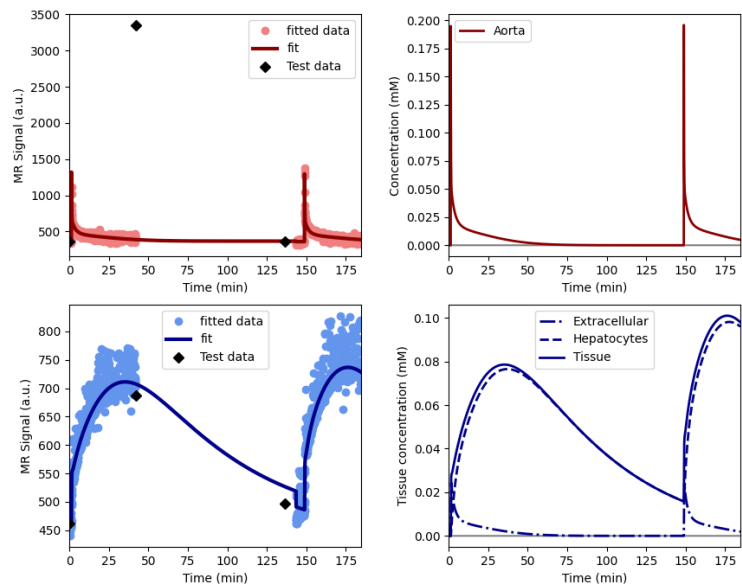 3500
3000
2500
2000
1500
1000
500
MR Signal (a.u.)
fitted data
fit
Test data
0 25 50 75 100 125 150 175
Time (min)
0.200
0.175
0.150
0.125
0.100
0.075
0.050
0.025
0.000
Concentration (mM)
Aorta
0 25 50 75 100 125 150 175
Time (min)
800
750
700
650
600
550
500
450
MR Signal (a.u.)
fitted data
fit
Test data
0 25 50 75 100 125 150 175
Time (min)
0.10
0.08
0.06
0.04
0.02
0.00
Tissue concentration (mM)
Extracellular
Hepatocytes
Tissue
0 25 50 75 100 125 150 175
Time (min)